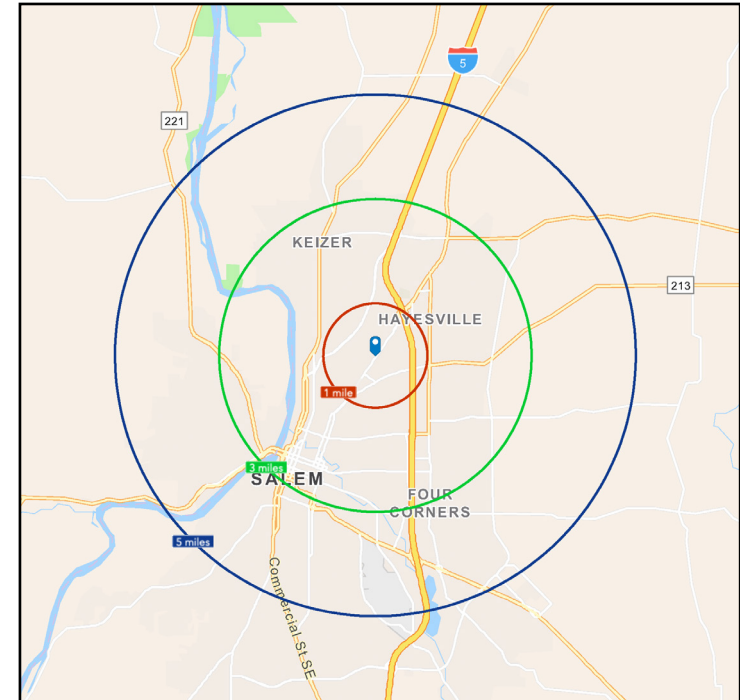 5
221
KEIZER
213
HAYESVILLE
1 mile
3 miles
SALEM
FOUR
CORNERS
5 miles
Commercial St SE